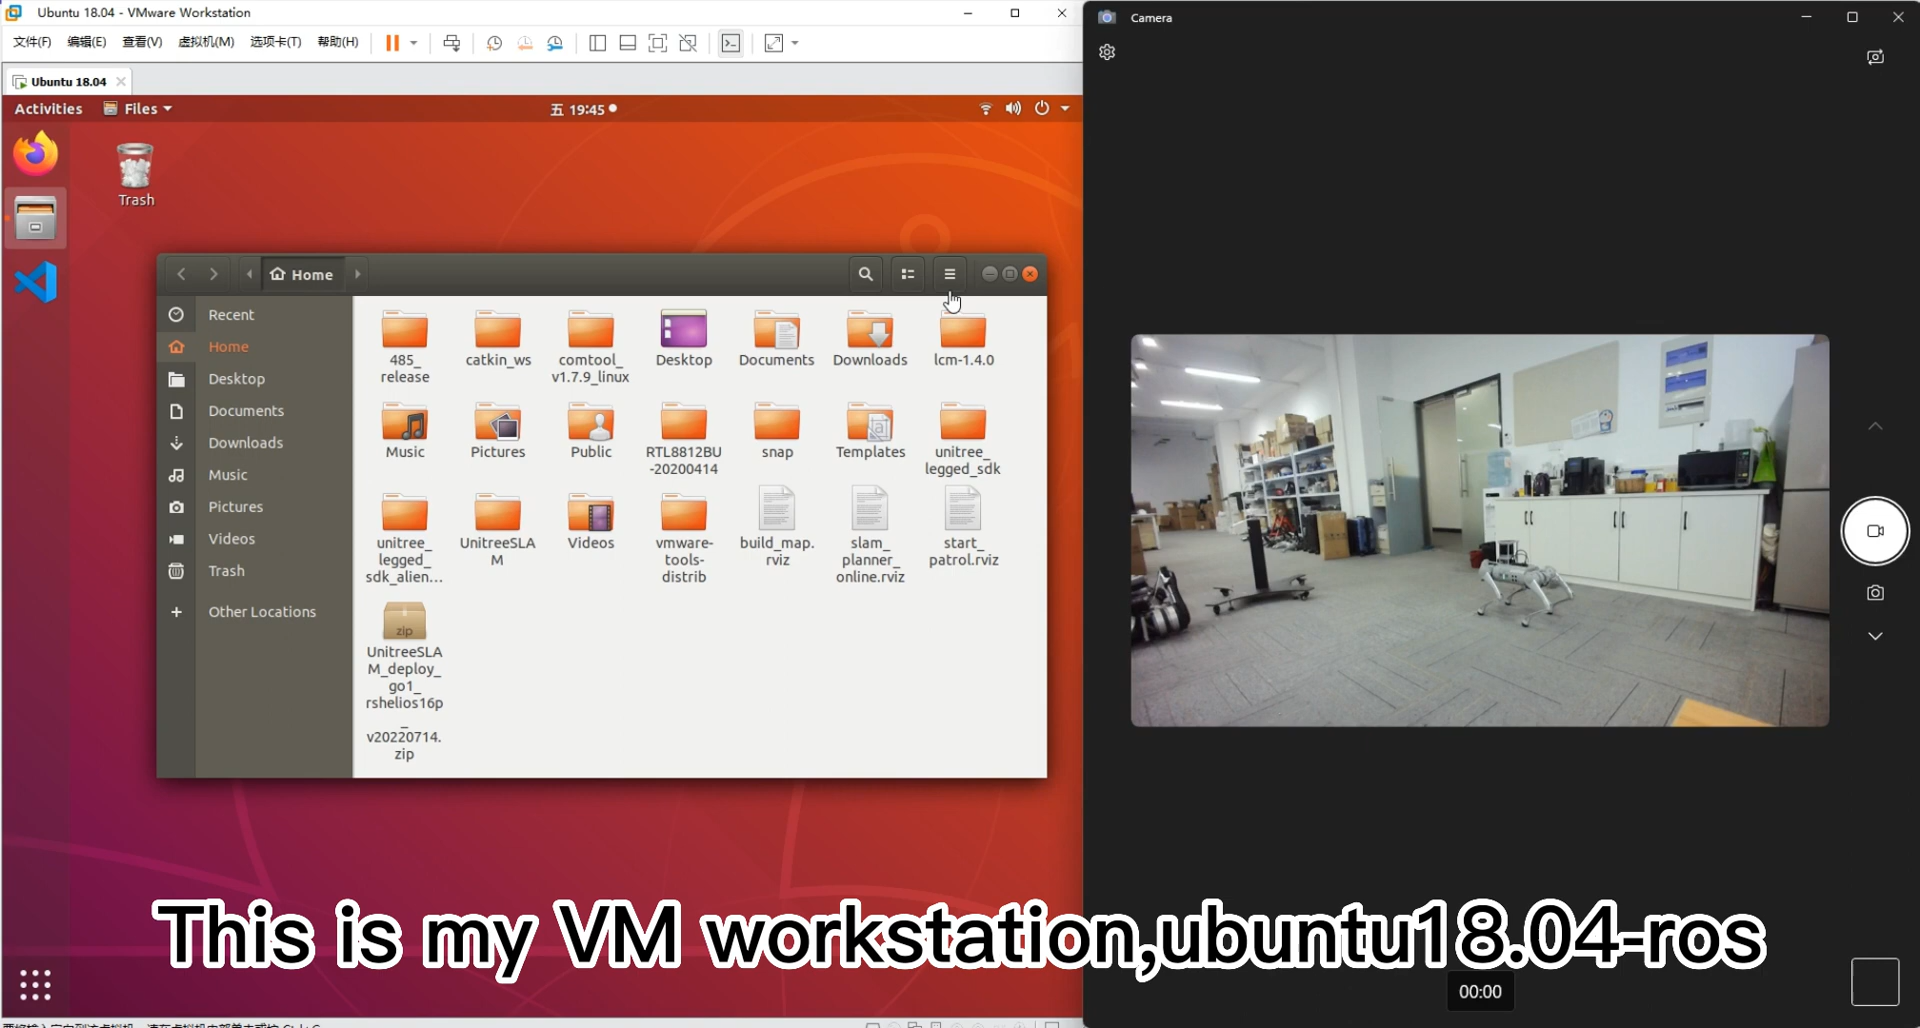 Ubuntu 18.04 - VMware Workstation
文件(F) 编辑(E) 查看(V) 虚拟机(M) 选项卡(T) 帮助(H)
Ubuntu 18.04
Activities Files 五 19:45
Trash
Home
Recent
Home
Desktop
Documents
Downloads
Music
Pictures
Videos
Trash
Other Locations
485_
release
catkin_ws
comtool_
v1.7.9_linux
Desktop
Documents
Downloads
lcm-1.4.0
Music
Pictures
Public
RTL8812BU
-20200414
snap
Templates
unitree_
legged_sdk
unitree_
legged_
sdk_alien...
UnitreeSLA
M
Videos
vmware-
tools-
distrib
build_map.
rviz
slam_
planner_
online.rviz
start_
patrol.rviz
zip
UnitreeSLA
M_deploy_
go1_
rshelios16p
_
v20220714.
zip
Camera
This is my VM workstation,ubuntu18.04-ros
00:00